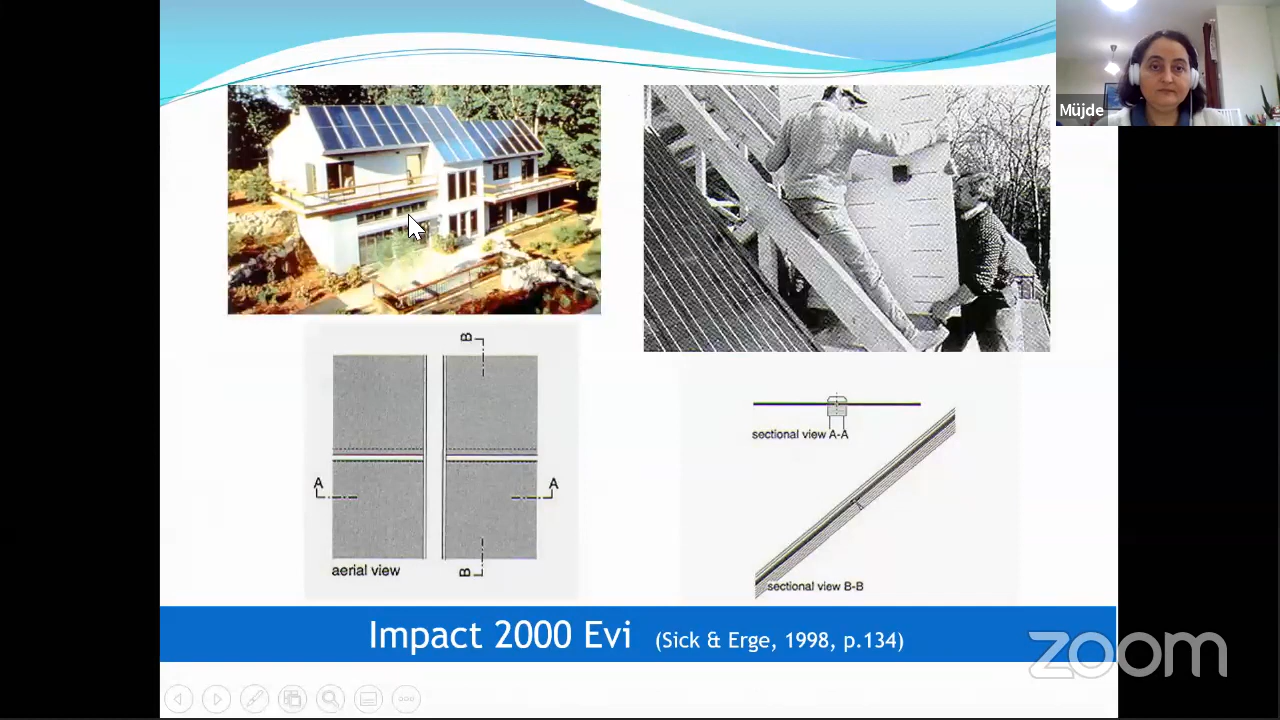 Müjde
B
A
A
B
aerial view
sectional view A-A
sectional view B-B
Impact 2000 Evi (Sick & Erge, 1998, p.134)
zoom